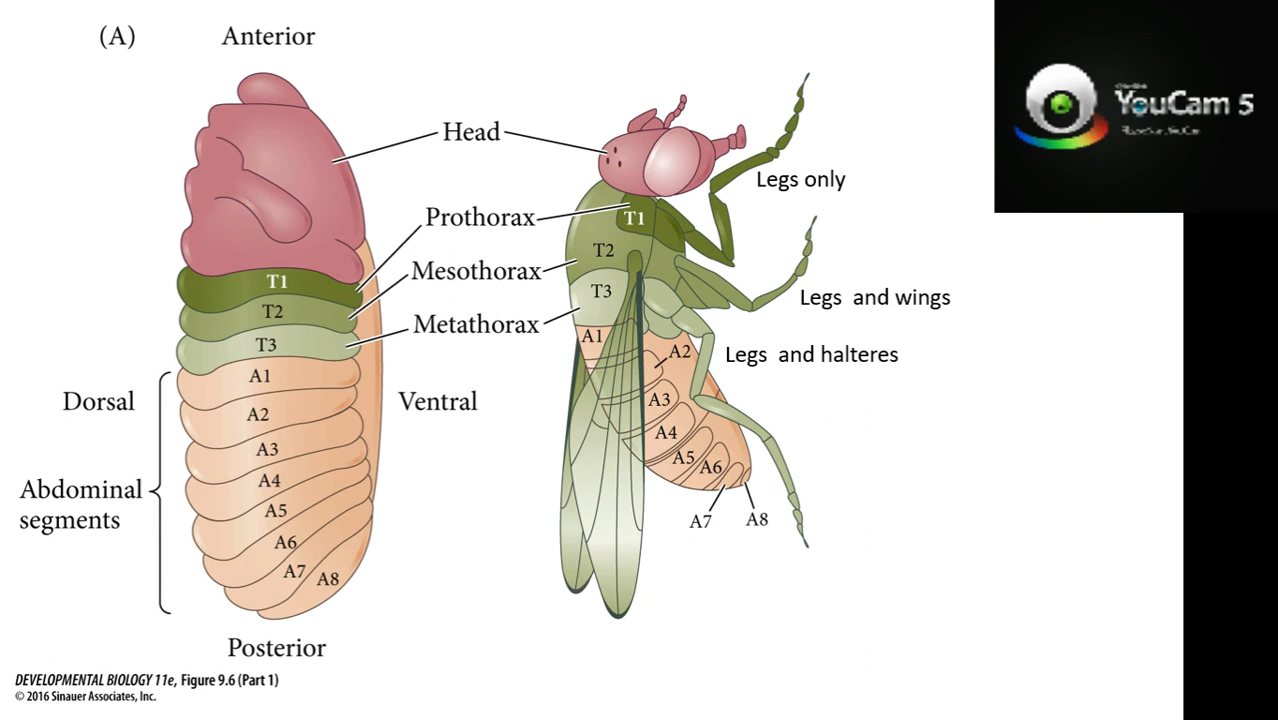 (A)
Anterior
Head
Prothorax
Mesothorax
Metathorax
T1
T2
T3
A1
A2
A3
A4
A5
A6
A7
A8
Dorsal
Ventral
Abdominal
segments
Posterior
T1
T2
T3
A1
A2
A3
A4
A5
A6
A7
A8
Legs only
Legs and wings
Legs and halteres
YouCam 5
DEVELOPMENTAL BIOLOGY 11e, Figure 9.6 (Part 1)
© 2016 Sinauer Associates, Inc.